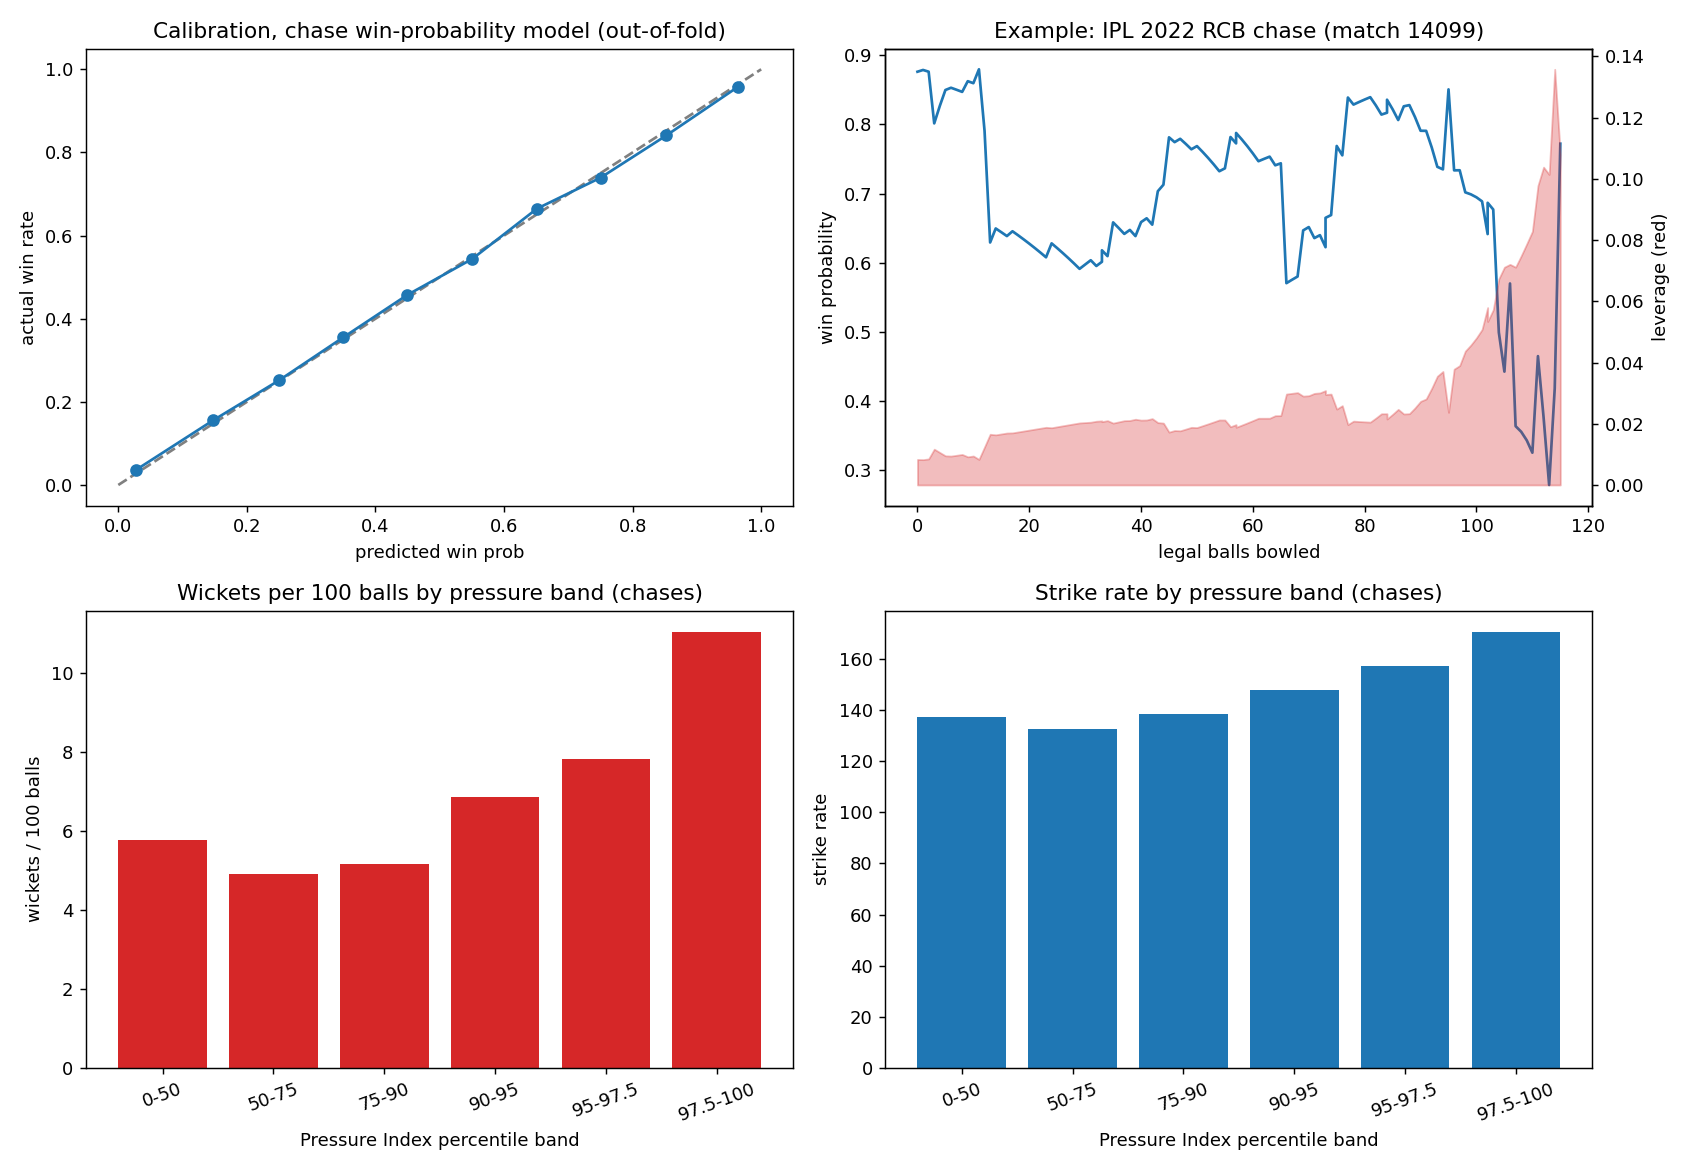 Calibration, chase win-probability model (out-of-fold)
1.0
0.8
0.6
0.4
0.2
0.0
actual win rate
0.0 0.2 0.4 0.6 0.8 1.0
predicted win prob
Example: IPL 2022 RCB chase (match 14099)
0.9
0.8
0.7
0.6
0.5
0.4
0.3
win probability
0.14
0.12
0.10
0.08
0.06
0.04
0.02
0.00
leverage (red)
0 20 40 60 80 100 120
legal balls bowled
Wickets per 100 balls by pressure band (chases)
10
8
6
4
2
0
wickets / 100 balls
0-50 50-75 75-90 90-95 95-97.5 97.5-100
Pressure Index percentile band
Strike rate by pressure band (chases)
160
140
120
100
80
60
40
20
0
strike rate
0-50 50-75 75-90 90-95 95-97.5 97.5-100
Pressure Index percentile band